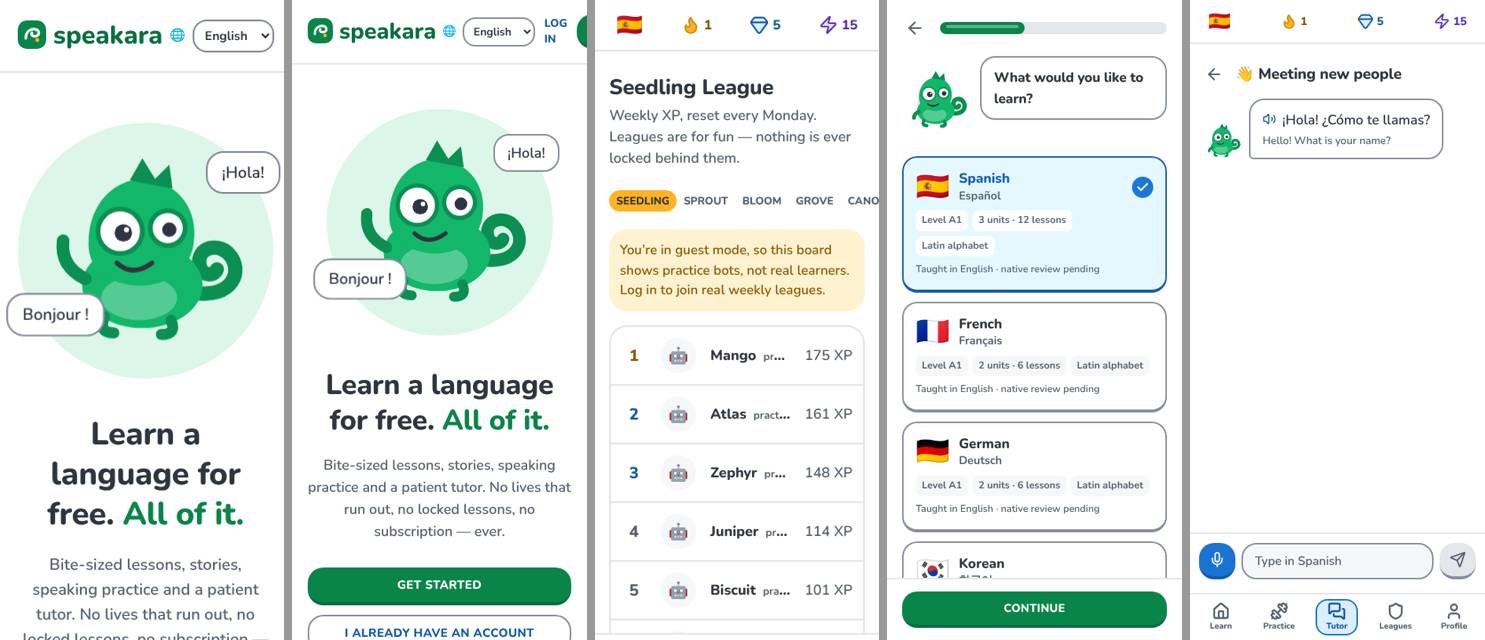 speakara English
¡Hola!
Bonjour !
Learn a
language for
free. All of it.
Bite-sized lessons, stories,
speaking practice and a patient
tutor. No lives that run out, no
locked lessons, no subscription —
speakara English LOG
IN
¡Hola!
Bonjour !
Learn a language
for free. All of it.
Bite-sized lessons, stories, speaking
practice and a patient tutor. No lives that
run out, no locked lessons, no
subscription — ever.
GET STARTED
I ALREADY HAVE AN ACCOUNT
1 5 15
Seedling League
Weekly XP, reset every Monday.
Leagues are for fun — nothing is ever
locked behind them.
SEEDLING SPROUT BLOOM GROVE CANO
You're in guest mode, so this board
shows practice bots, not real learners.
Log in to join real weekly leagues.
1 Mango pr... 175 XP
2 Atlas pract... 161 XP
3 Zephyr pr... 148 XP
4 Juniper pr... 114 XP
5 Biscuit pra... 101 XP
What would you like to
learn?
Spanish
Español
Level A1 3 units · 12 lessons
Latin alphabet
Taught in English · native review pending
French
Français
Level A1 2 units · 6 lessons Latin alphabet
Taught in English · native review pending
German
Deutsch
Level A1 2 units · 6 lessons Latin alphabet
Taught in English · native review pending
Korean
CONTINUE
1 5 15
👋 Meeting new people
¡Hola! ¿Cómo te llamas?
Hello! What is your name?
Type in Spanish
Learn Practice Tutor Leagues Profile